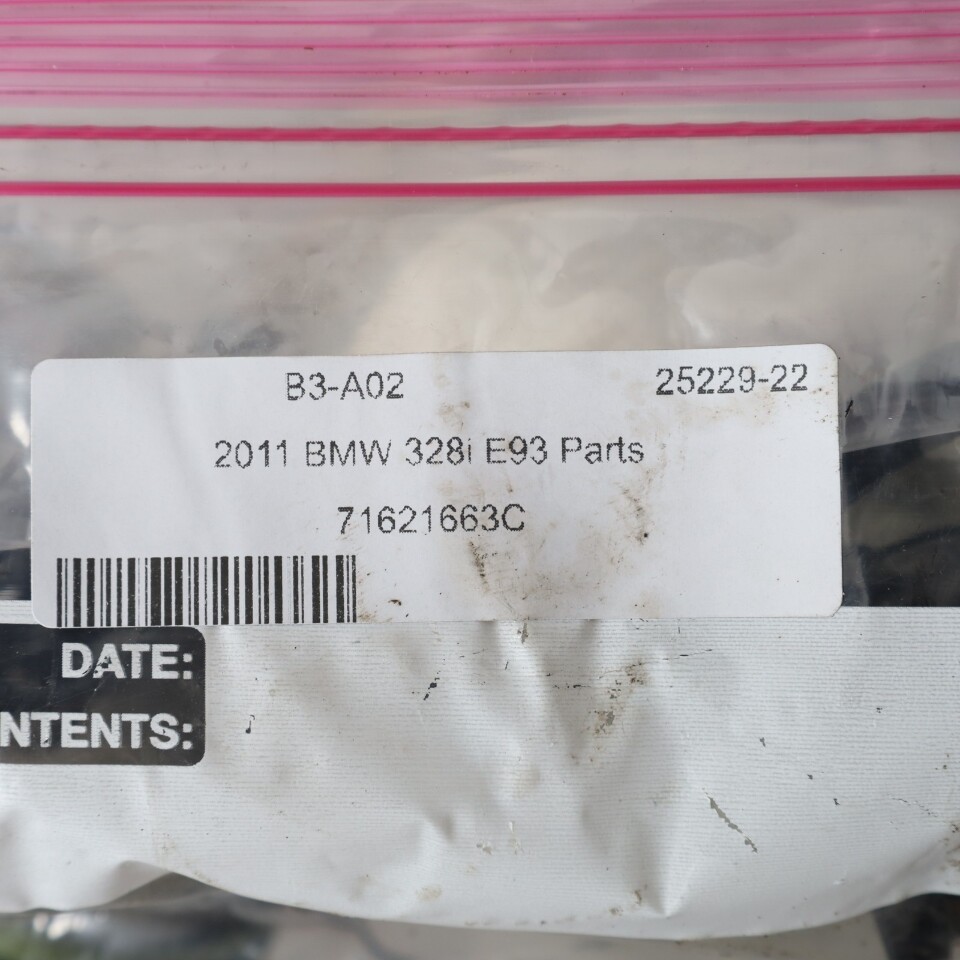 B3-A02 25229-22
2011 BMW 328i E93 Parts
71621663C
DATE:
NTENTS: